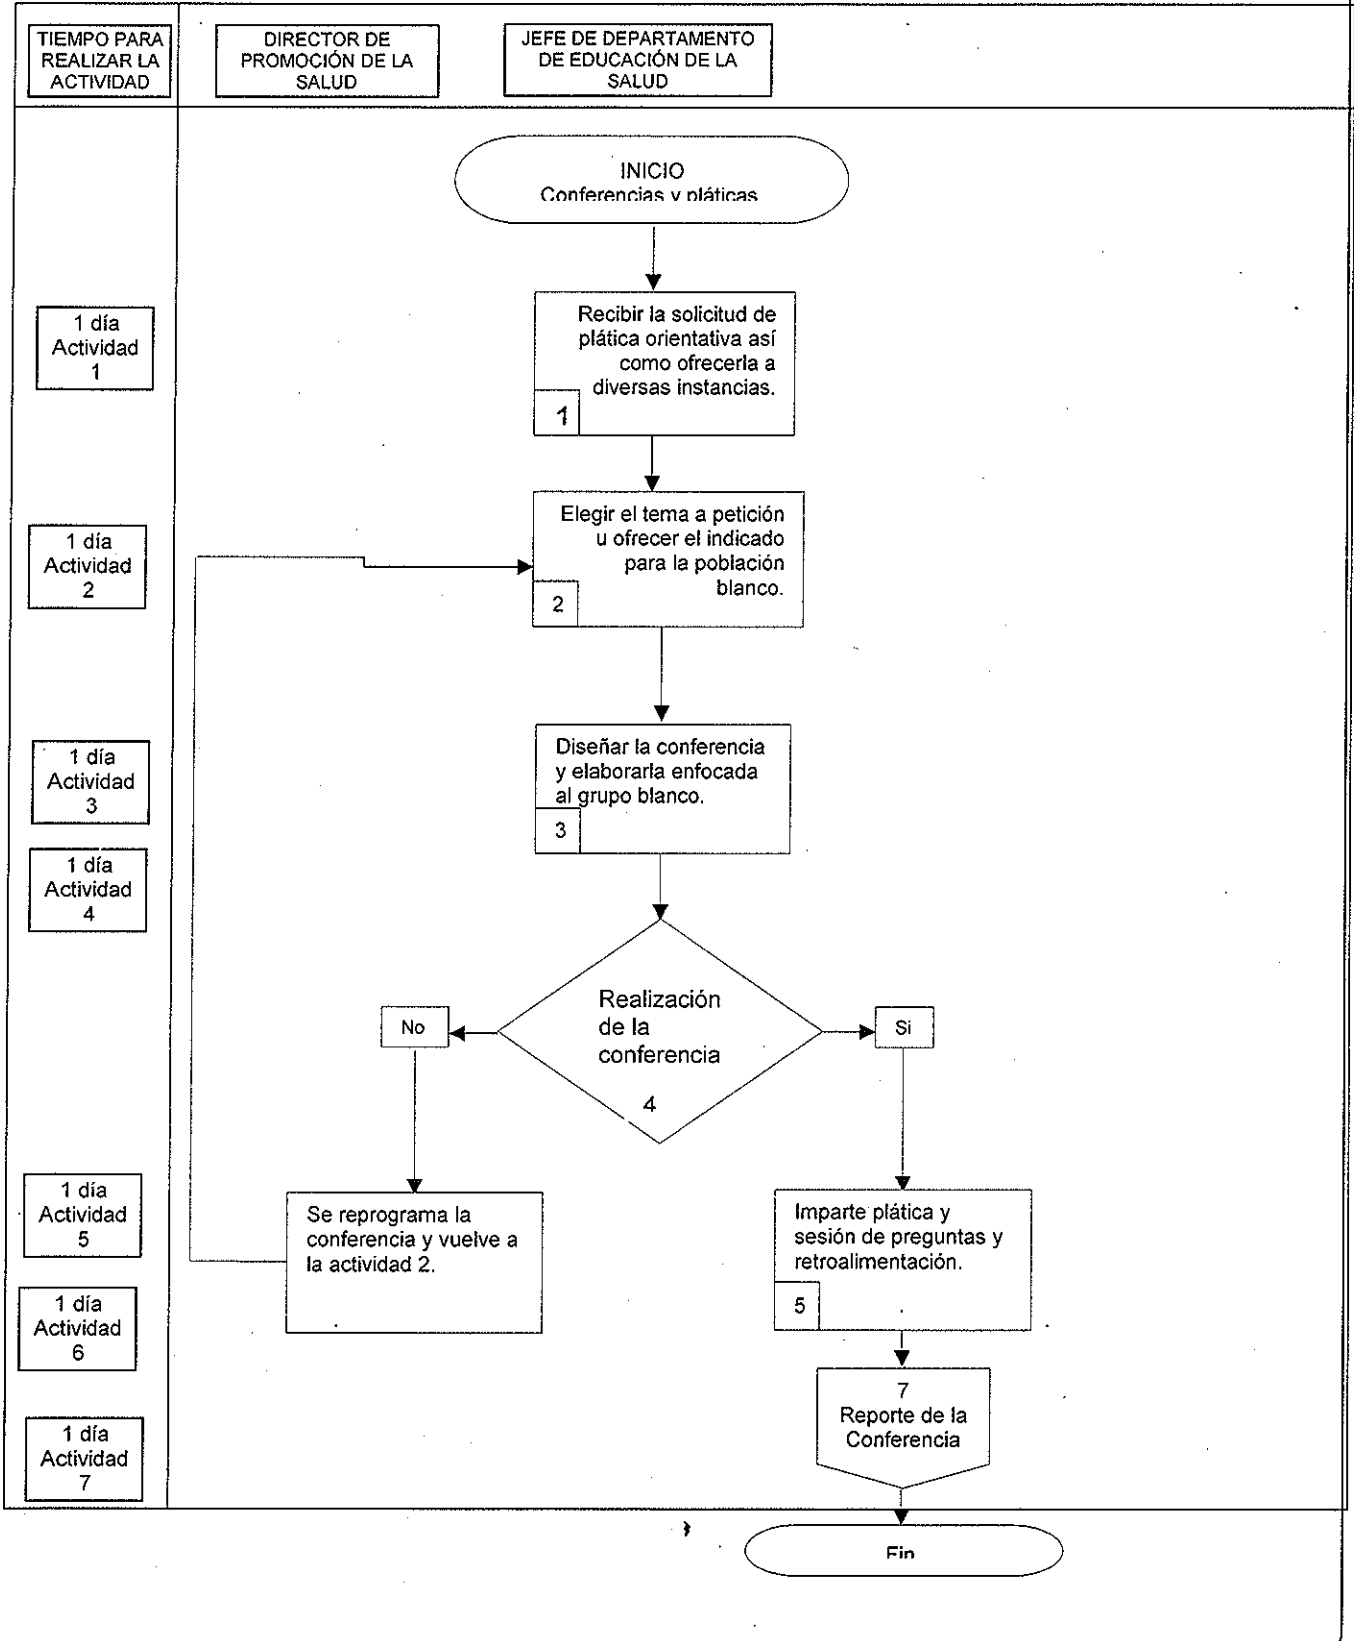 TIEMPO PARA
REALIZAR LA
ACTIVIDAD
DIRECTOR DE
PROMOCIÓN DE LA
SALUD
JEFE DE DEPARTAMENTO
DE EDUCACIÓN DE LA
SALUD
INICIO
Conferencias y pláticas
1 día
Actividad
1
Recibir la solicitud de
plática orientativa así
como ofrecerla a
diversas instancias.
1
1 día
Actividad
2
Elegir el tema a petición
u ofrecer el indicado
para la población
blanco.
2
1 día
Actividad
3
Diseñar la conferencia
y elaborarla enfocada
al grupo blanco.
3
1 día
Actividad
4
Realización
de la
conferencia
4
No
Si
1 día
Actividad
5
Se reprograma la
conferencia y vuelve a
la actividad 2.
Imparte plática y
sesión de preguntas y
retroalimentación.
5
1 día
Actividad
6
7
Reporte de la
Conferencia
1 día
Actividad
7
Fin